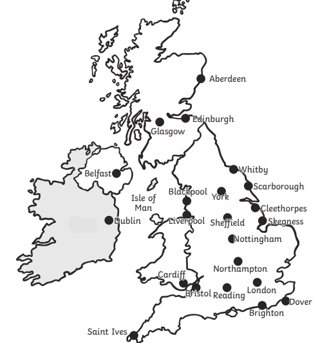 Aberdeen
Edinburgh
Glasgow
Belfast
Whitby
Scarborough
Blackpool
York
Isle of
Man
Cleethorpes
Dublin
Liverpool
Sheffield
Skegness
Nottingham
Northampton
Cardiff
Bristol
Reading
London
Dover
Brighton
Saint Ives